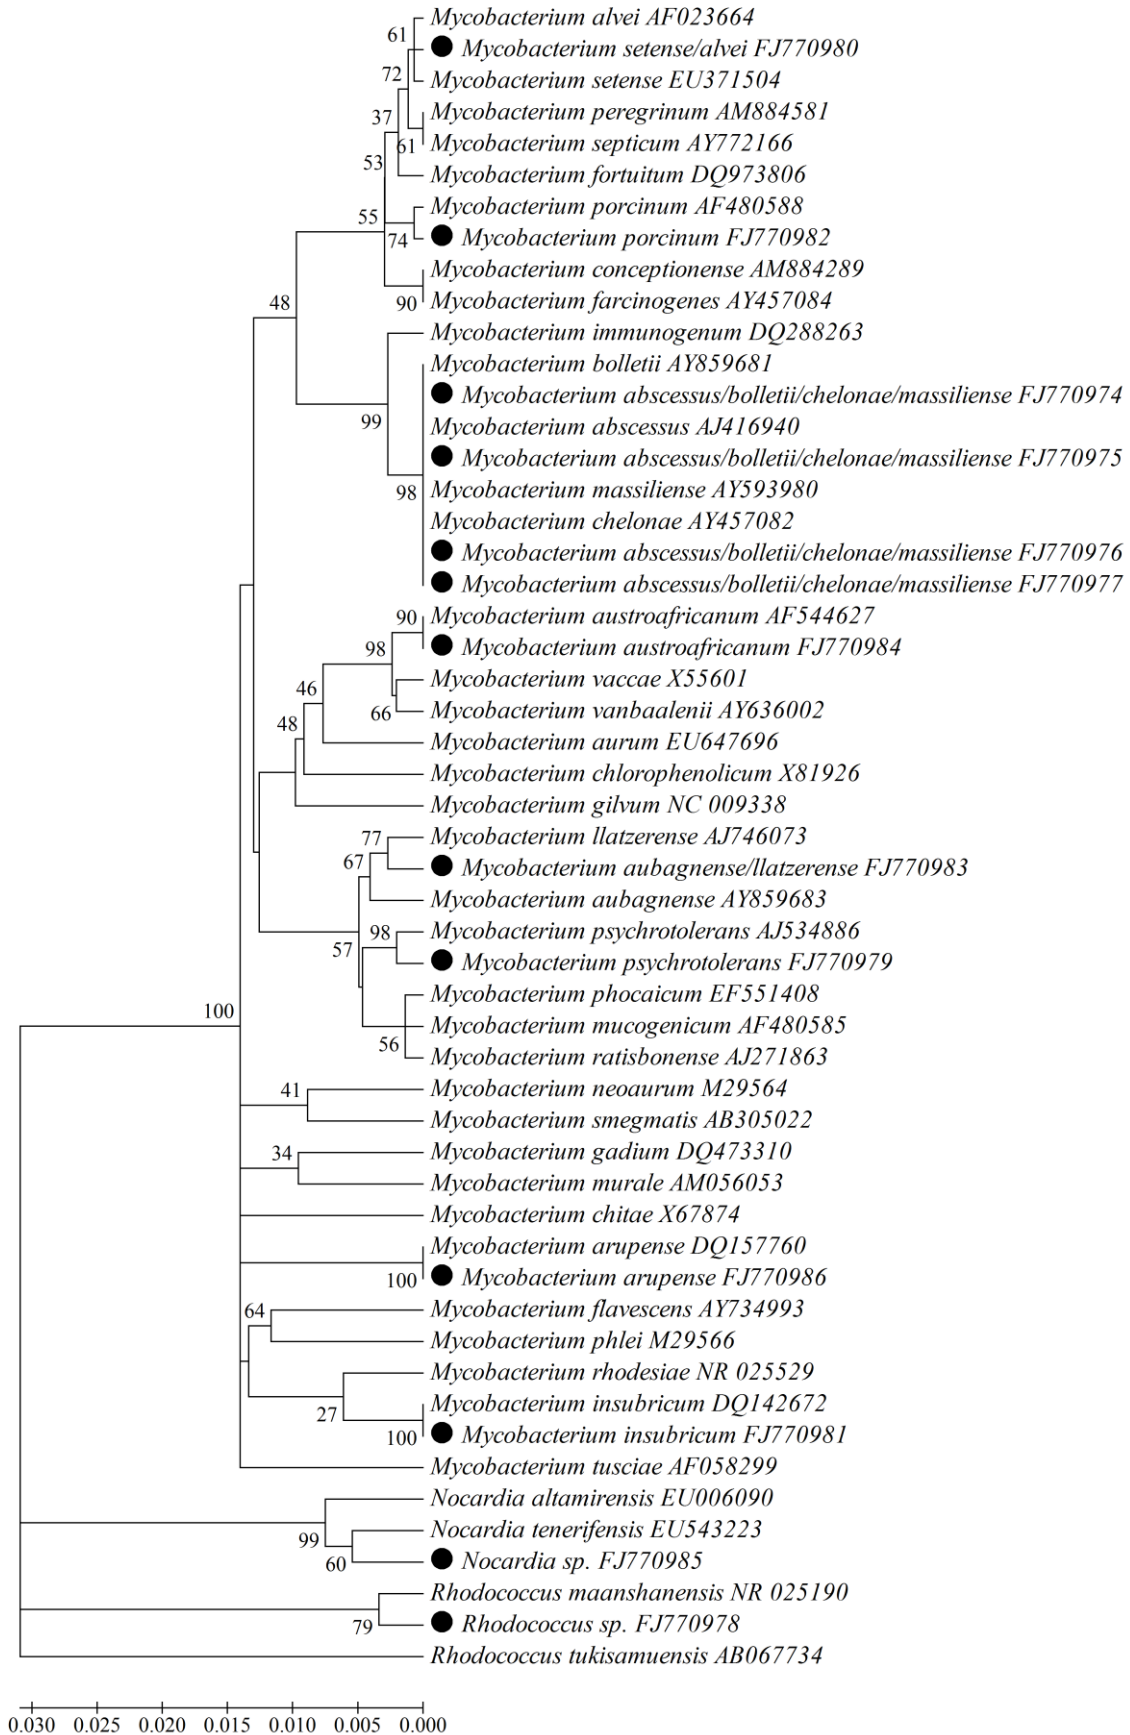 Mycobacterium alvei AF023664
61
Mycobacterium setense/alvei FJ770980
72
Mycobacterium setense EU371504
37
Mycobacterium peregrinum AM884581
61
Mycobacterium septicum AY772166
53
Mycobacterium fortuitum DQ973806
55
Mycobacterium porcinum AF480588
74
Mycobacterium porcinum FJ770982
Mycobacterium conceptionense AM884289
90
Mycobacterium farcinogenes AY457084
48
Mycobacterium immunogenum DQ288263
Mycobacterium bolletii AY859681
Mycobacterium abscessus/bolletii/chelonae/massiliense FJ770974
99
Mycobacterium abscessus AJ416940
Mycobacterium abscessus/bolletii/chelonae/massiliense FJ770975
98
Mycobacterium massiliense AY593980
Mycobacterium chelonae AY457082
Mycobacterium abscessus/bolletii/chelonae/massiliense FJ770976
Mycobacterium abscessus/bolletii/chelonae/massiliense FJ770977
90
Mycobacterium austroafricanum AF544627
98
Mycobacterium austroafricanum FJ770984
46
Mycobacterium vaccae X55601
66
Mycobacterium vanbaalenii AY636002
48
Mycobacterium aurum EU647696
Mycobacterium chlorophenolicum X81926
Mycobacterium gilvum NC 009338
77
Mycobacterium llatzerense AJ746073
67
Mycobacterium aubagnense/llatzerense FJ770983
Mycobacterium aubagnense AY859683
98
Mycobacterium psychrotolerans AJ534886
57
Mycobacterium psychrotolerans FJ770979
Mycobacterium phocaicum EF551408
100
Mycobacterium mucogenicum AF480585
56
Mycobacterium ratisbonense AJ271863
41
Mycobacterium neoaurum M29564
Mycobacterium smegmatis AB305022
34
Mycobacterium gadium DQ473310
Mycobacterium murale AM056053
Mycobacterium chitae X67874
Mycobacterium arupense DQ157760
100
Mycobacterium arupense FJ770986
64
Mycobacterium flavescens AY734993
Mycobacterium phlei M29566
Mycobacterium rhodesiae NR 025529
27
Mycobacterium insubricum DQ142672
100
Mycobacterium insubricum FJ770981
Mycobacterium tusciae AF058299
Nocardia altamirensis EU006090
99
Nocardia tenerifensis EU543223
60
Nocardia sp. FJ770985
Rhodococcus maanshanensis NR 025190
79
Rhodococcus sp. FJ770978
Rhodococcus tukisamuensis AB067734
0.030 0.025 0.020 0.015 0.010 0.005 0.000